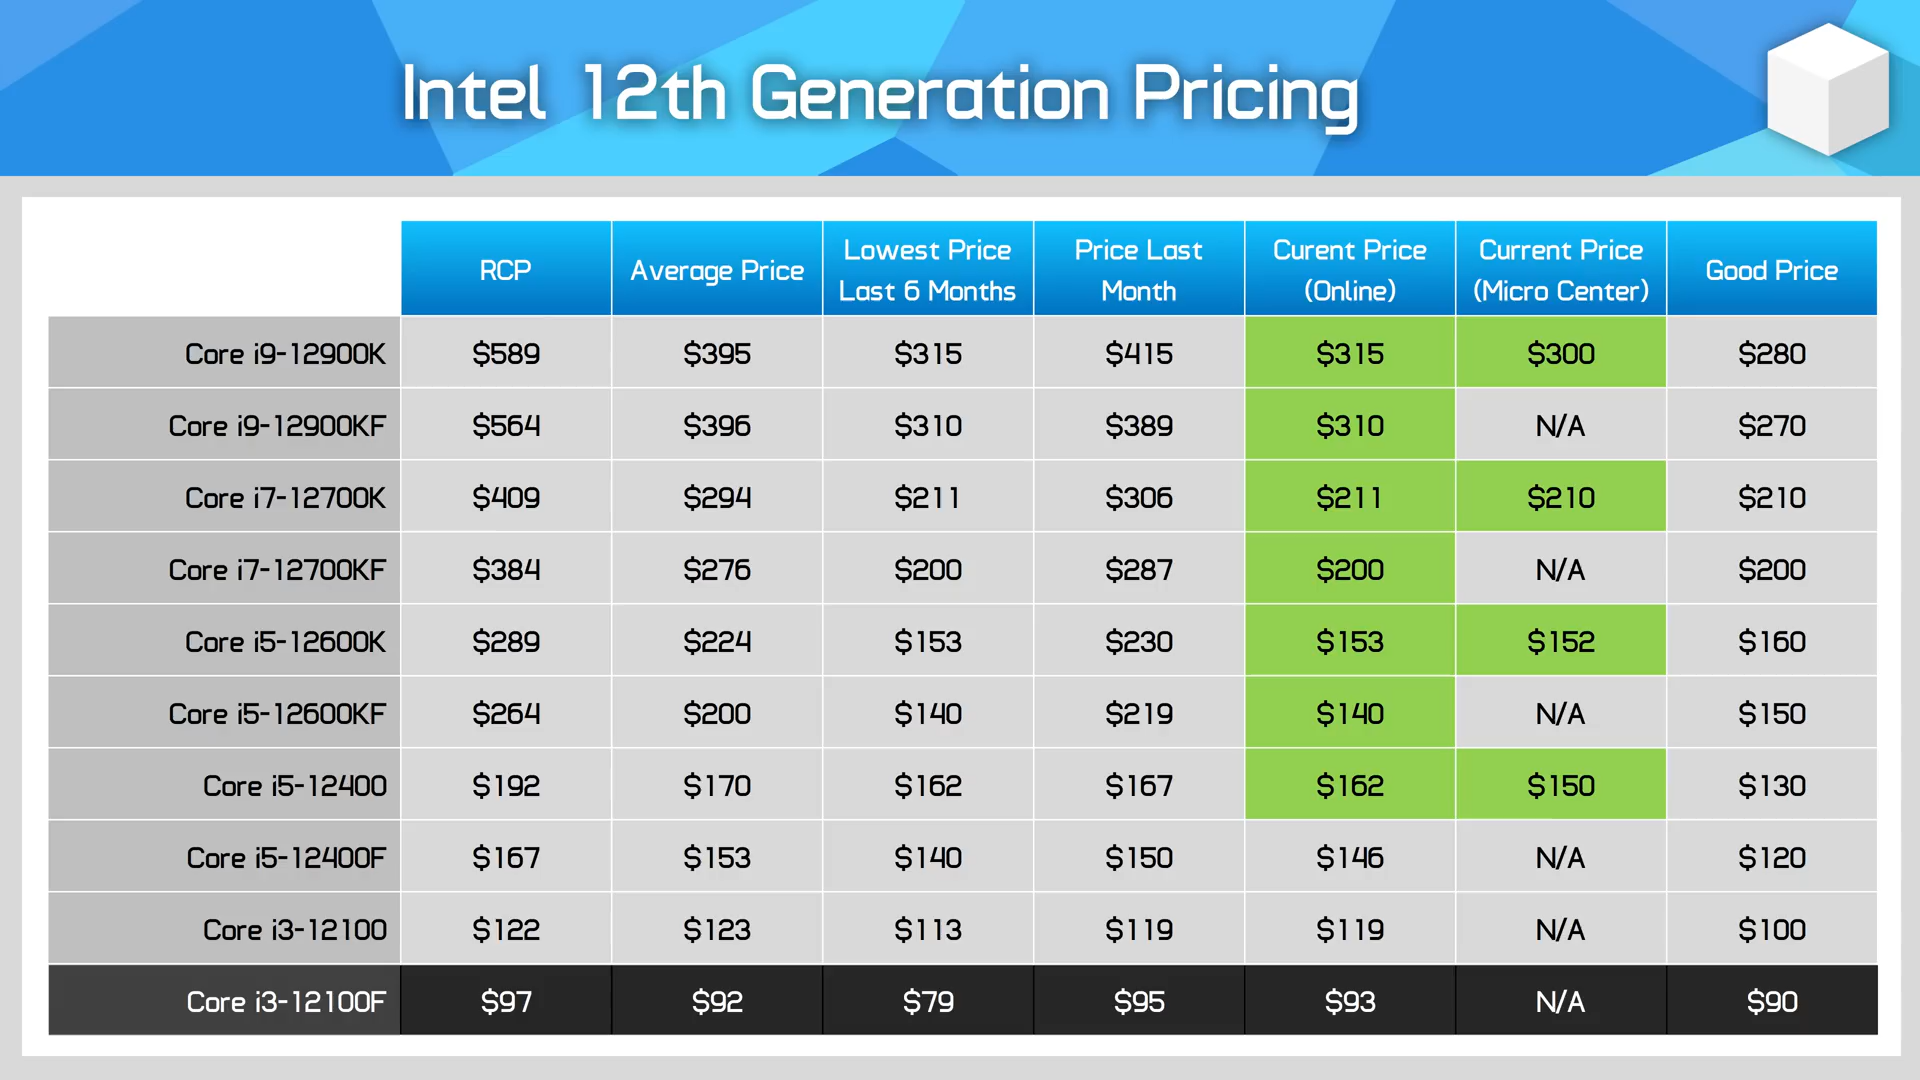 Intel 12th Generation Pricing
RCP
Average Price
Lowest Price
Last 6 Months
Price Last
Month
Curent Price
(Online)
Current Price
(Micro Center)
Good Price
Core i9-12900K $589 $395 $315 $415 $315 $300 $280
Core i9-12900KF $564 $396 $310 $389 $310 N/A $270
Core i7-12700K $409 $294 $211 $306 $211 $210 $210
Core i7-12700KF $384 $276 $200 $287 $200 N/A $200
Core i5-12600K $289 $224 $153 $230 $153 $152 $160
Core i5-12600KF $264 $200 $140 $219 $140 N/A $150
Core i5-12400 $192 $170 $162 $167 $162 $150 $130
Core i5-12400F $167 $153 $140 $150 $146 N/A $120
Core i3-12100 $122 $123 $113 $119 $119 N/A $100
Core i3-12100F $97 $92 $79 $95 $93 N/A $90